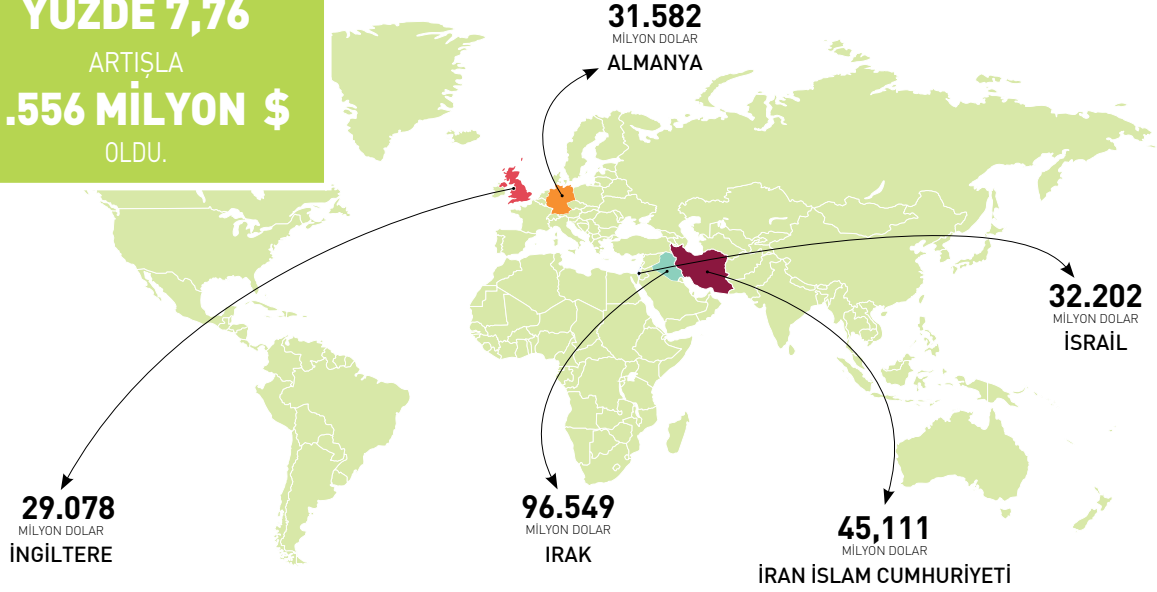 YÜZDE 7,76
ARTIŞLA
.556 MİLYON $
OLDU.
31.582
MİLYON DOLAR
ALMANYA
32.202
MİLYON DOLAR
İSRAİL
29.078
MİLYON DOLAR
İNGİLTERE
96.549
MİLYON DOLAR
IRAK
45,111
MİLYON DOLAR
İRAN İSLAM CUMHURİYETİ